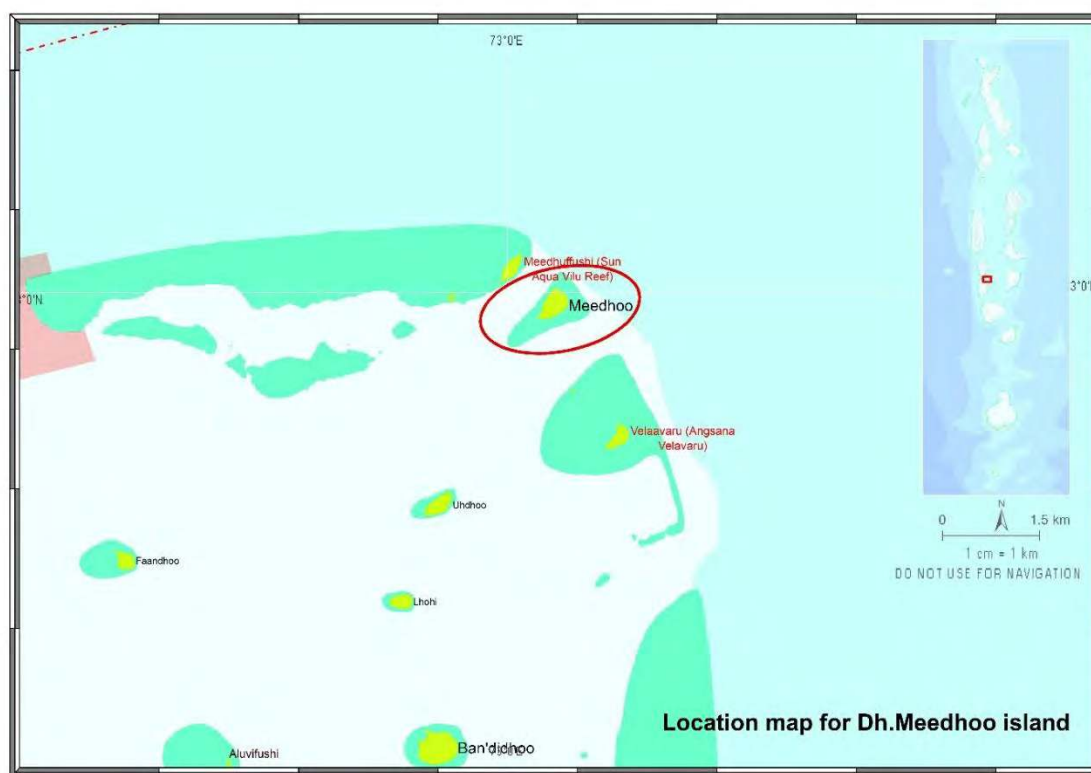 73°0'E
Meedhuffushi (Sun
Aqua Vilu Reef)
3°0'N
Meedhoo
3°0'
Velaavaru (Angsana
Velavaru)
Uhdhoo
Faandhoo
Lhohi
N
0 1.5 km
1 cm = 1 km
DO NOT USE FOR NAVIGATION
Location map for Dh.Meedhoo island
Aluvifushi
Ban'didhoo
73°0'E